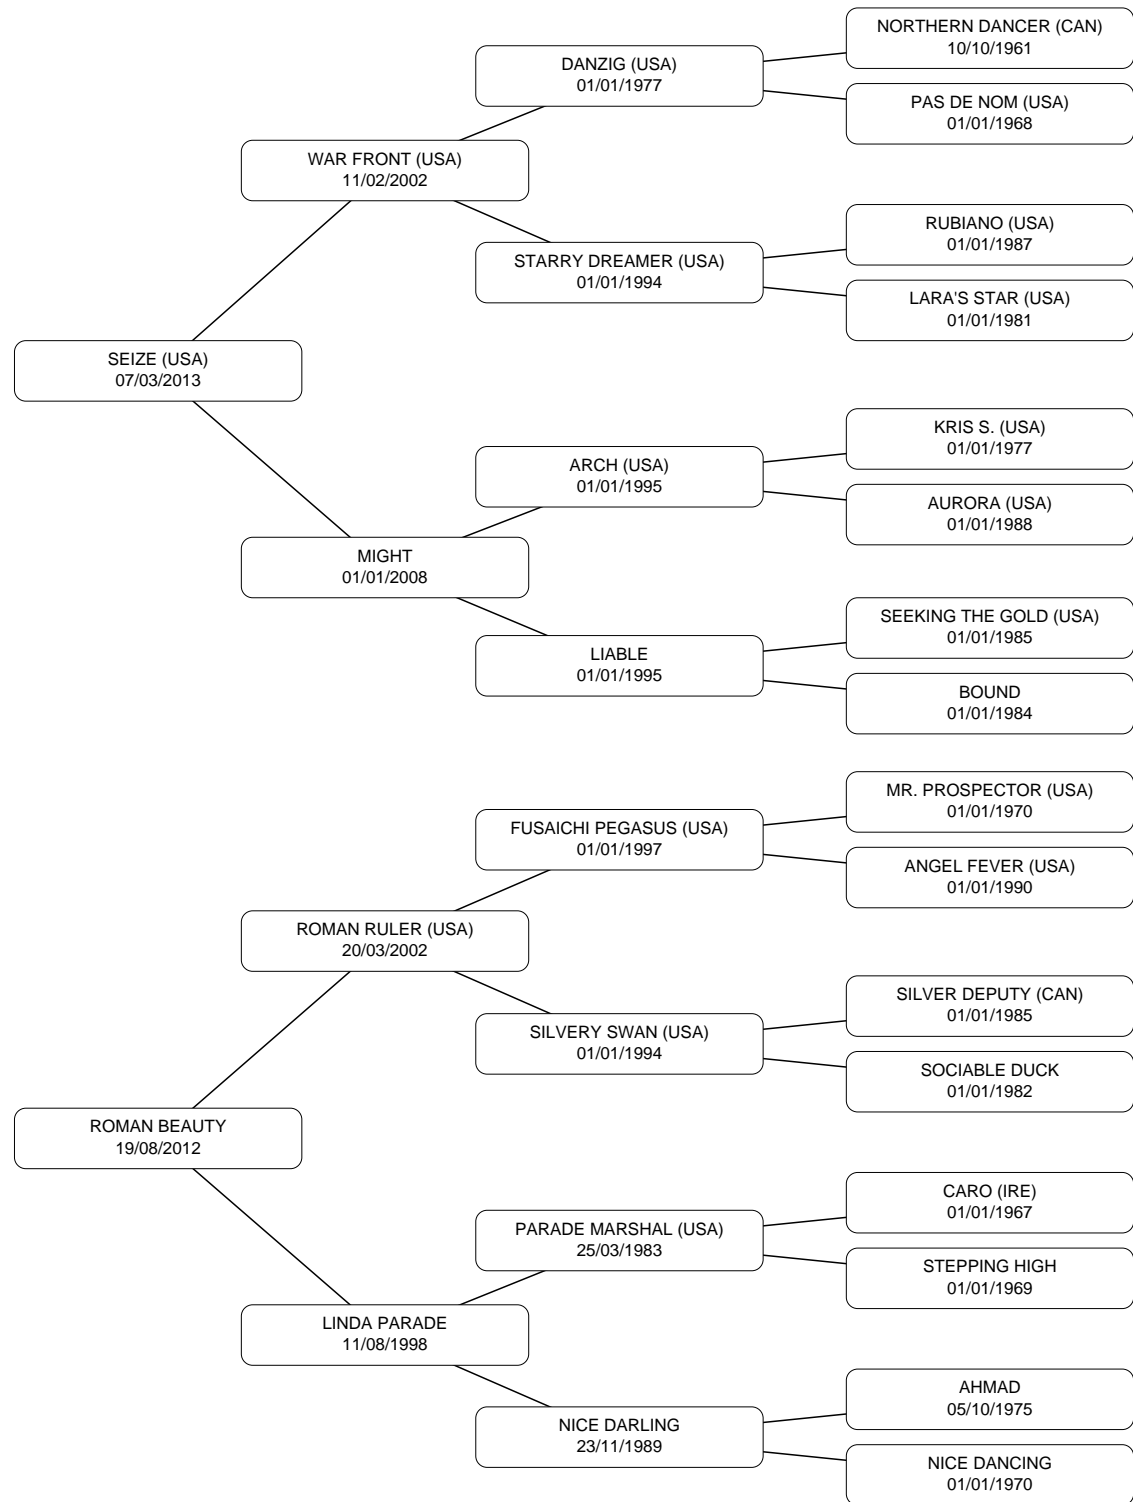 NORTHERN DANCER (CAN)
10/10/1961
DANZIG (USA)
01/01/1977
PAS DE NOM (USA)
01/01/1968
WAR FRONT (USA)
11/02/2002
RUBIANO (USA)
01/01/1987
STARRY DREAMER (USA)
01/01/1994
LARA'S STAR (USA)
01/01/1981
SEIZE (USA)
07/03/2013
KRIS S. (USA)
01/01/1977
ARCH (USA)
01/01/1995
AURORA (USA)
01/01/1988
MIGHT
01/01/2008
SEEKING THE GOLD (USA)
01/01/1985
LIABLE
01/01/1995
BOUND
01/01/1984
MR. PROSPECTOR (USA)
01/01/1970
FUSAICHI PEGASUS (USA)
01/01/1997
ANGEL FEVER (USA)
01/01/1990
ROMAN RULER (USA)
20/03/2002
SILVER DEPUTY (CAN)
01/01/1985
SILVERY SWAN (USA)
01/01/1994
SOCIABLE DUCK
01/01/1982
ROMAN BEAUTY
19/08/2012
CARO (IRE)
01/01/1967
PARADE MARSHAL (USA)
25/03/1983
STEPPING HIGH
01/01/1969
LINDA PARADE
11/08/1998
AHMAD
05/10/1975
NICE DARLING
23/11/1989
NICE DANCING
01/01/1970